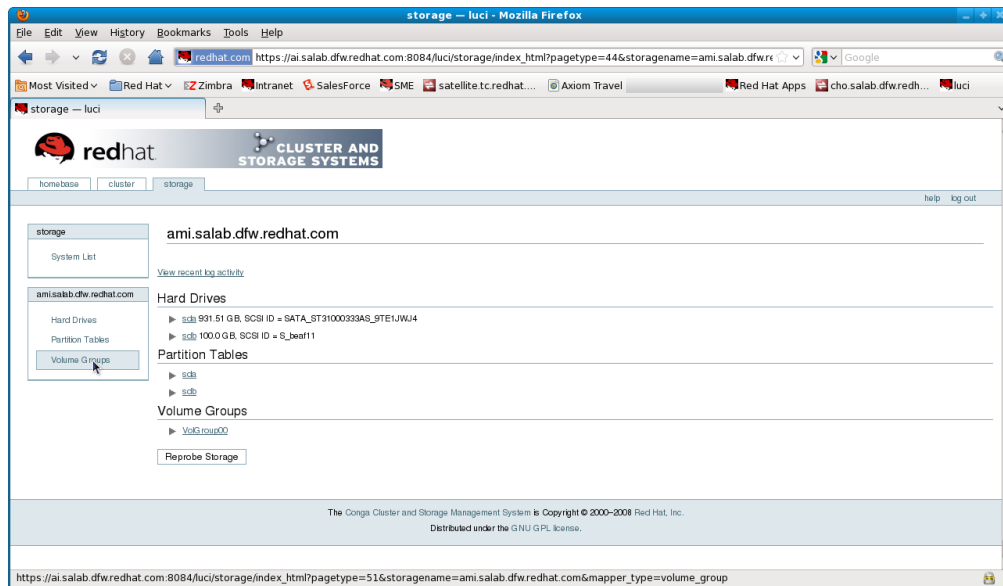 storage — luci - Mozilla Firefox
File Edit View History Bookmarks Tools Help
redhat.com https://ai.salab.dfw.redhat.com:8084/luci/storage/index_html?pagetype=44&storagename=ami.salab.dfw.re Google
Most Visited Red Hat Zimbra Intranet SalesForce SME satellite.tc.redhat.... Axiom Travel Red Hat Apps cho.salab.dfw.redh... luci
storage — luci
redhat. CLUSTER AND
STORAGE SYSTEMS
homebase cluster storage
help log out
storage
System List
ami.salab.dfw.redhat.com
Hard Drives
Partition Tables
Volume Groups
ami.salab.dfw.redhat.com
View recent log activity
Hard Drives
sda 931.51 GB, SCSI ID = SATA_ST31000333AS_9TE1JWJ4
sdb 100.0 GB, SCSI ID = S_beaf11
Partition Tables
sda
sdb
Volume Groups
VolGroup00
Reprobe Storage
The Conga Cluster and Storage Management System is Copyright © 2000–2008 Red Hat, Inc.
Distributed under the GNU GPL license.
https://ai.salab.dfw.redhat.com:8084/luci/storage/index_html?pagetype=51&storagename=ami.salab.dfw.redhat.com&mapper_type=volume_group